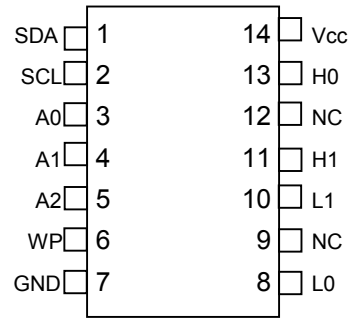 SDA 1 14 Vcc
SCL 2 13 H0
A0 3 12 NC
A1 4 11 H1
A2 5 10 L1
WP 6 9 NC
GND 7 8 L0